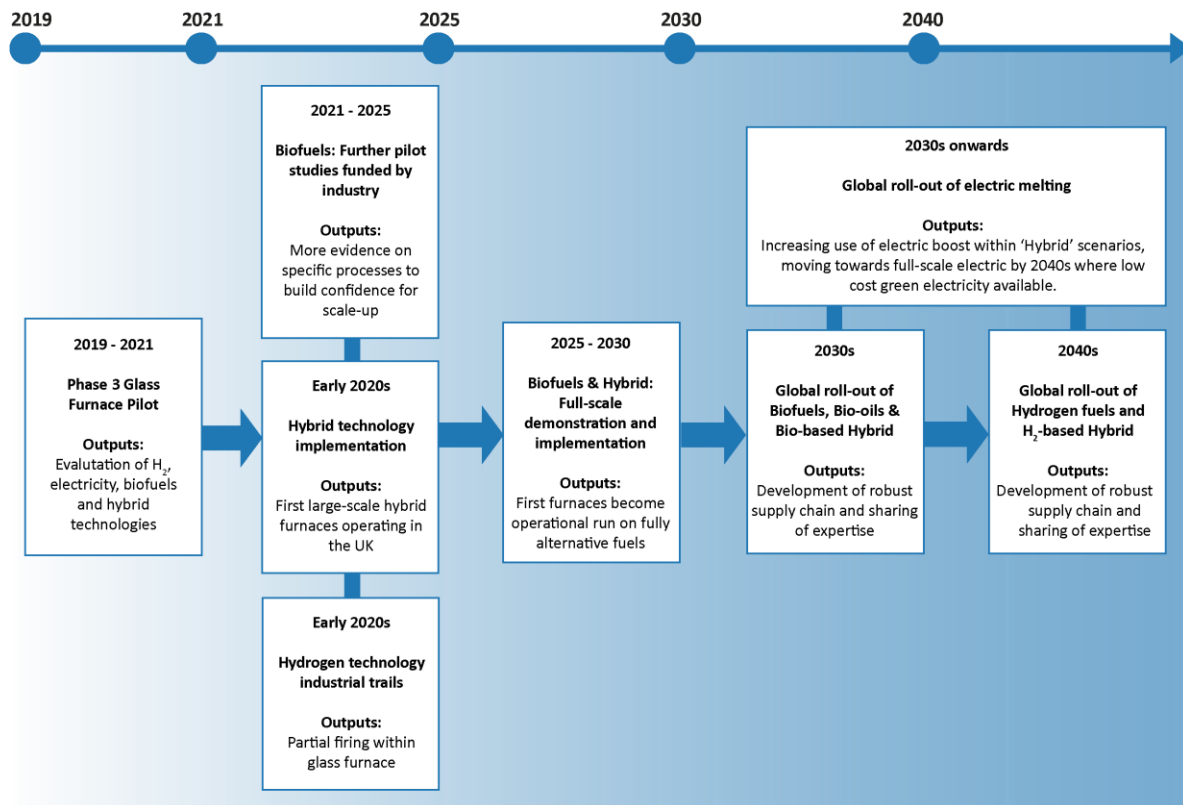 2019
2021
2025
2030
2040
2019 - 2021
Phase 3 Glass
Furnace Pilot
Outputs:
Evalutation of H2,
electricity, biofuels
and hybrid
technologies
2021 - 2025
Biofuels: Further pilot
studies funded by
industry
Outputs:
More evidence on
specific processes to
build confidence for
scale-up
Early 2020s
Hybrid technology
implementation
Outputs:
First large-scale hybrid
furnaces operating in
the UK
Early 2020s
Hydrogen technology
industrial trails
Outputs:
Partial firing within
glass furnace
2025 - 2030
Biofuels & Hybrid:
Full-scale
demonstration and
implementation
Outputs:
First furnaces become
operational run on fully
alternative fuels
2030s onwards
Global roll-out of electric melting
Outputs:
Increasing use of electric boost within ‘Hybrid’ scenarios,
moving towards full-scale electric by 2040s where low
cost green electricity available.
2030s
Global roll-out of
Biofuels, Bio-oils &
Bio-based Hybrid
Outputs:
Development of robust
supply chain and sharing
of expertise
2040s
Global roll-out of
Hydrogen fuels and
H2-based Hybrid
Outputs:
Development of robust
supply chain and
sharing of expertise